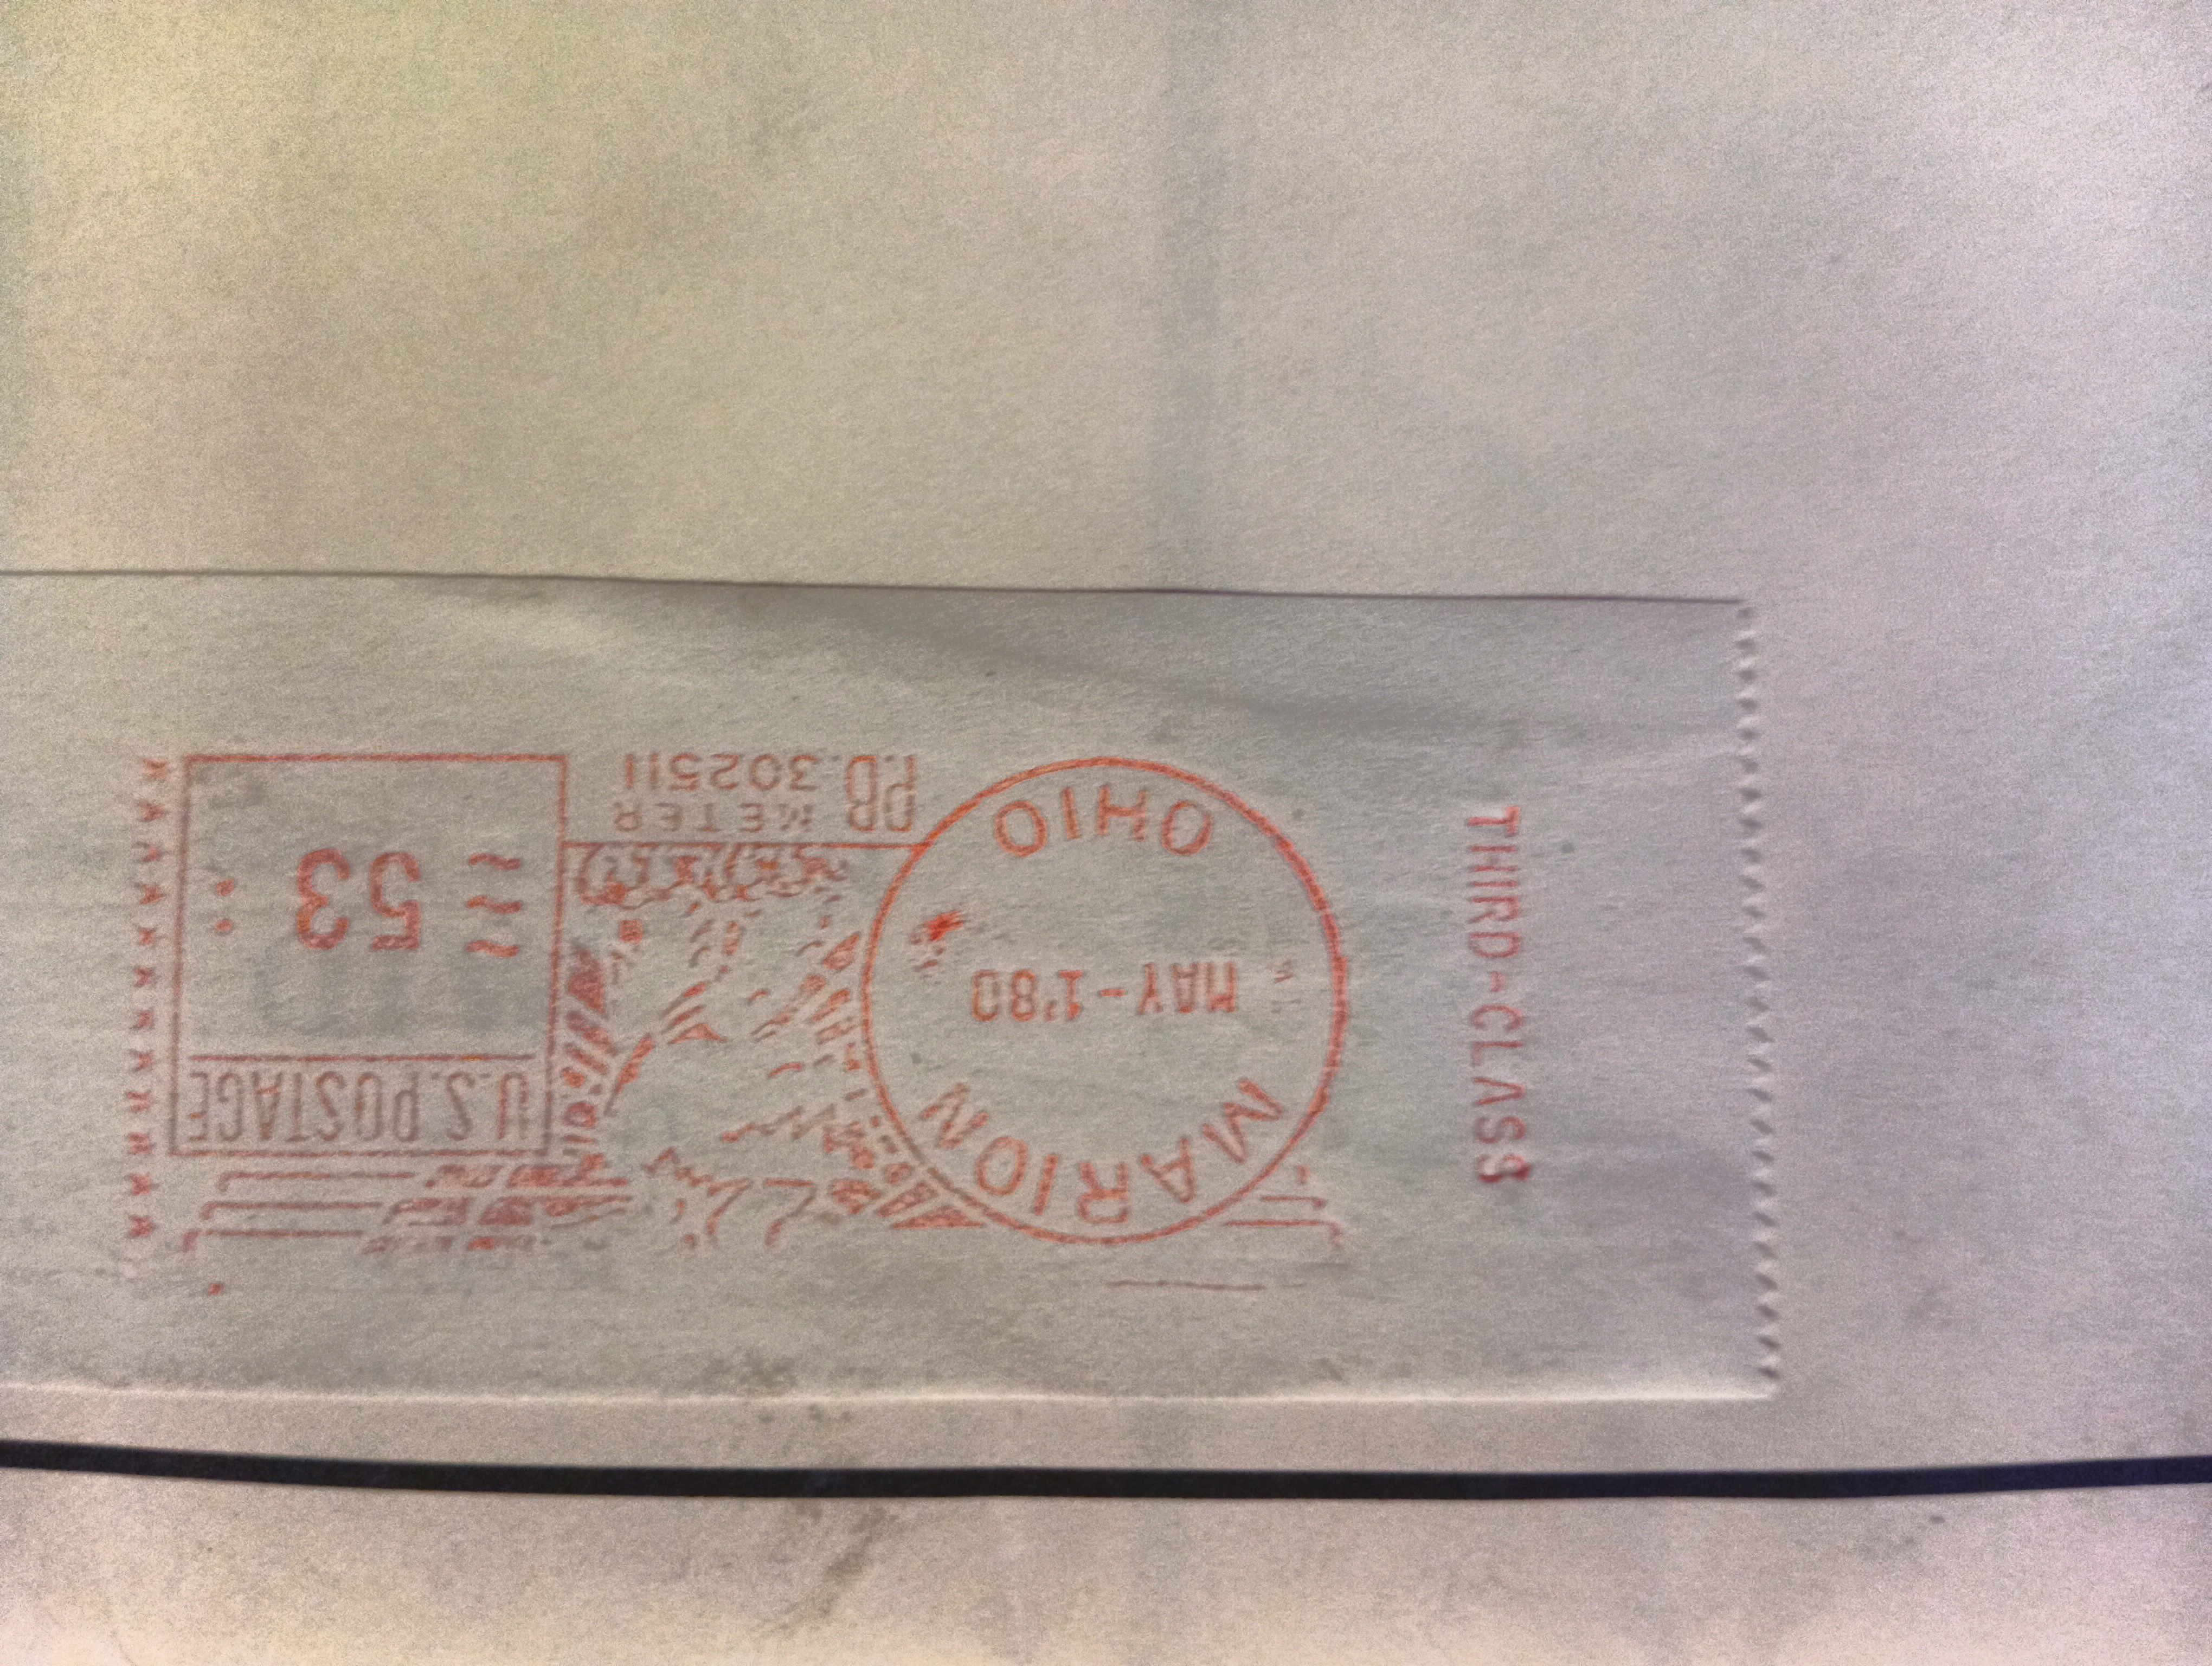 THIRD-CLASS
MARION
MAY-1'80
OHIO
U.S. POSTAGE
53
PB METER
302511